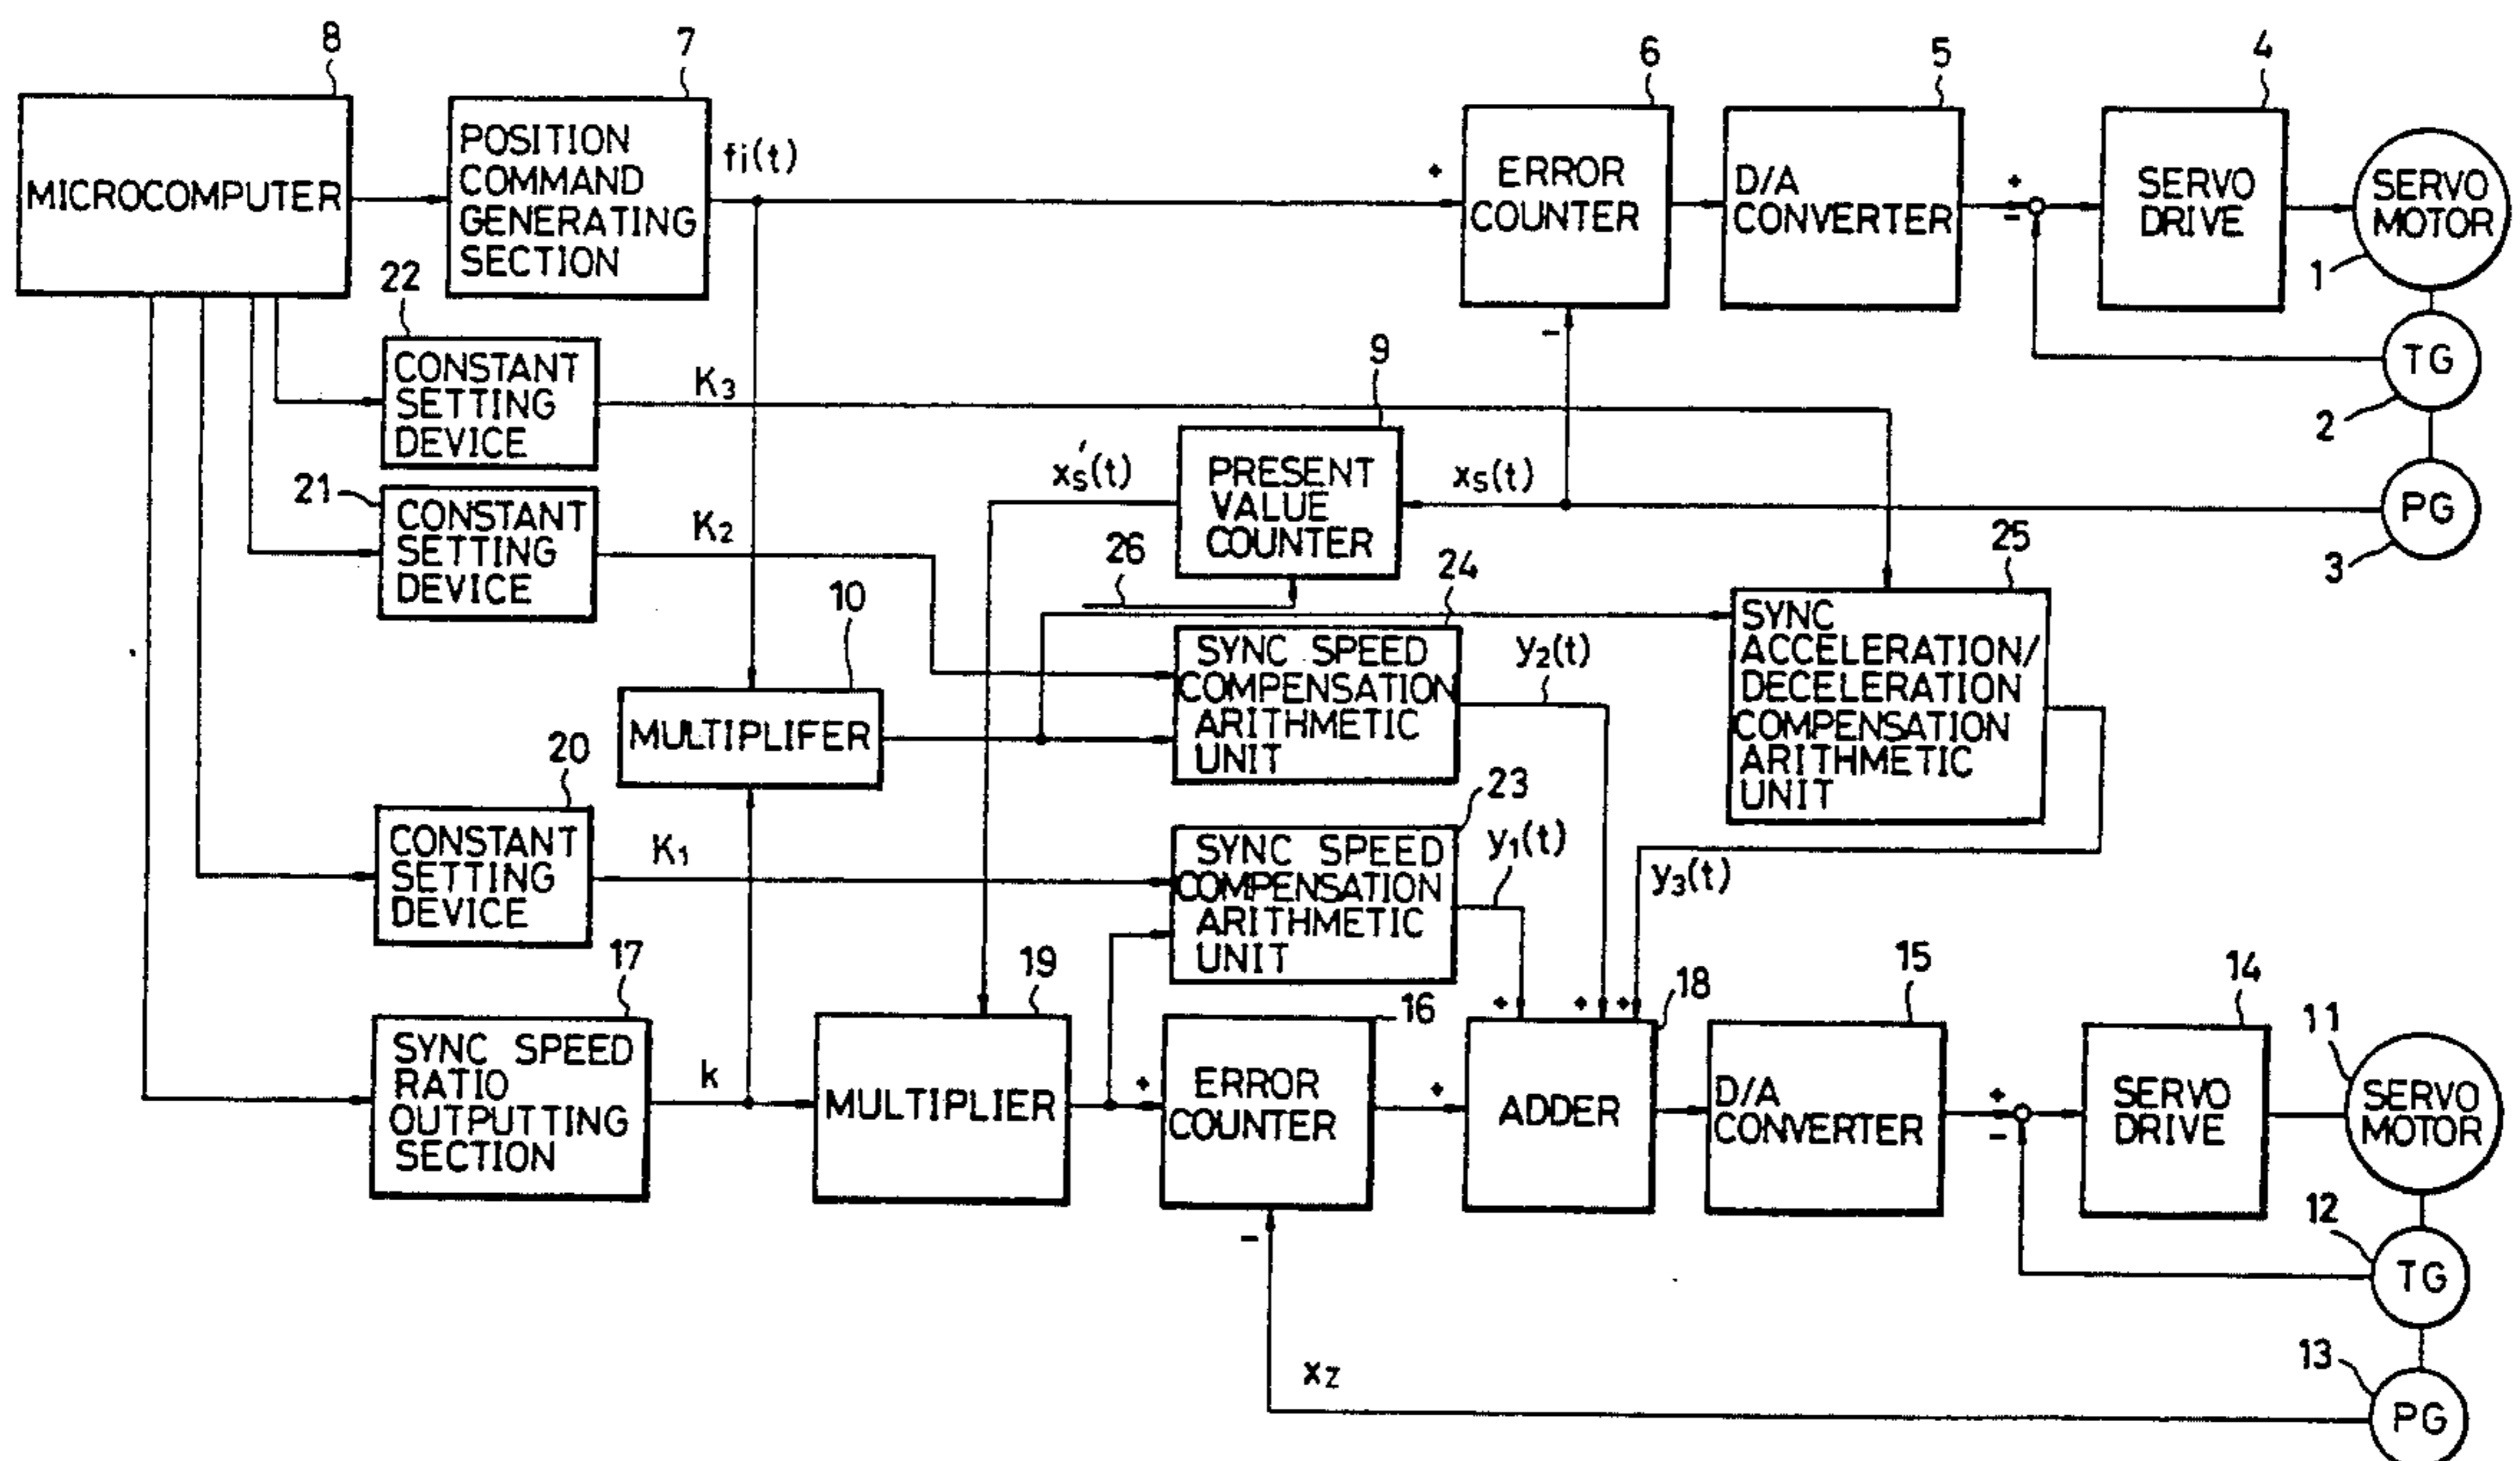 8
7
6
5
4
MICROCOMPUTER
POSITION
COMMAND
GENERATING
SECTION
fi(t)
+
ERROR
COUNTER
-
D/A
CONVERTER
+
-
SERVO
DRIVE
SERVO
MOTOR
1
TG
2
PG
3
22
CONSTANT
SETTING
DEVICE
K3
21
CONSTANT
SETTING
DEVICE
K2
9
xs'(t)
PRESENT
VALUE
COUNTER
xs(t)
26
24
SYNC SPEED
COMPENSATION
ARITHMETIC
UNIT
y2(t)
25
SYNC
ACCELERATION/
DECELERATION
COMPENSATION
ARITHMETIC
UNIT
10
MULTIPLIFER
20
CONSTANT
SETTING
DEVICE
K1
23
SYNC SPEED
COMPENSATION
ARITHMETIC
UNIT
y1(t)
y3(t)
17
SYNC SPEED
RATIO
OUTPUTTING
SECTION
k
19
MULTIPLIER
16
+
ERROR
COUNTER
-
+
+
+
+
18
ADDER
15
D/A
CONVERTER
+
-
14
SERVO
DRIVE
11
SERVO
MOTOR
12
TG
13
PG
xz